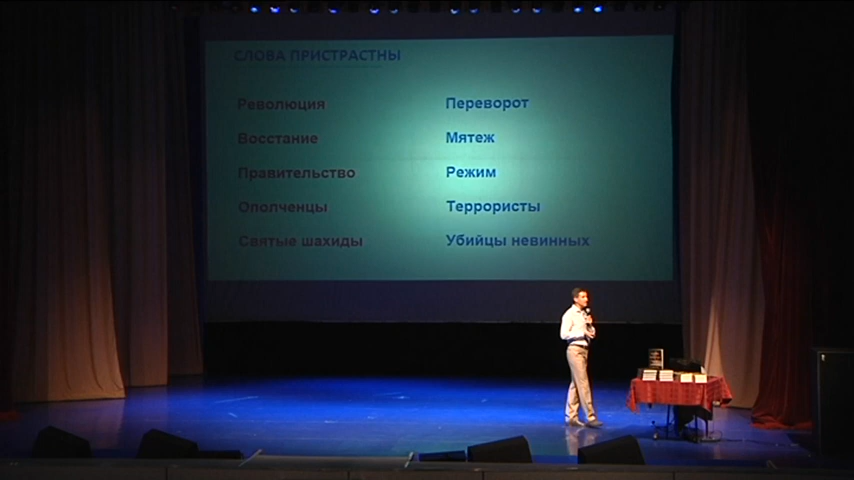 СЛОВА ПРИСТРАСТНЫ
Революция Переворот
Восстание Мятеж
Правительство Режим
Ополченцы Террористы
Святые шахиды Убийцы невинных